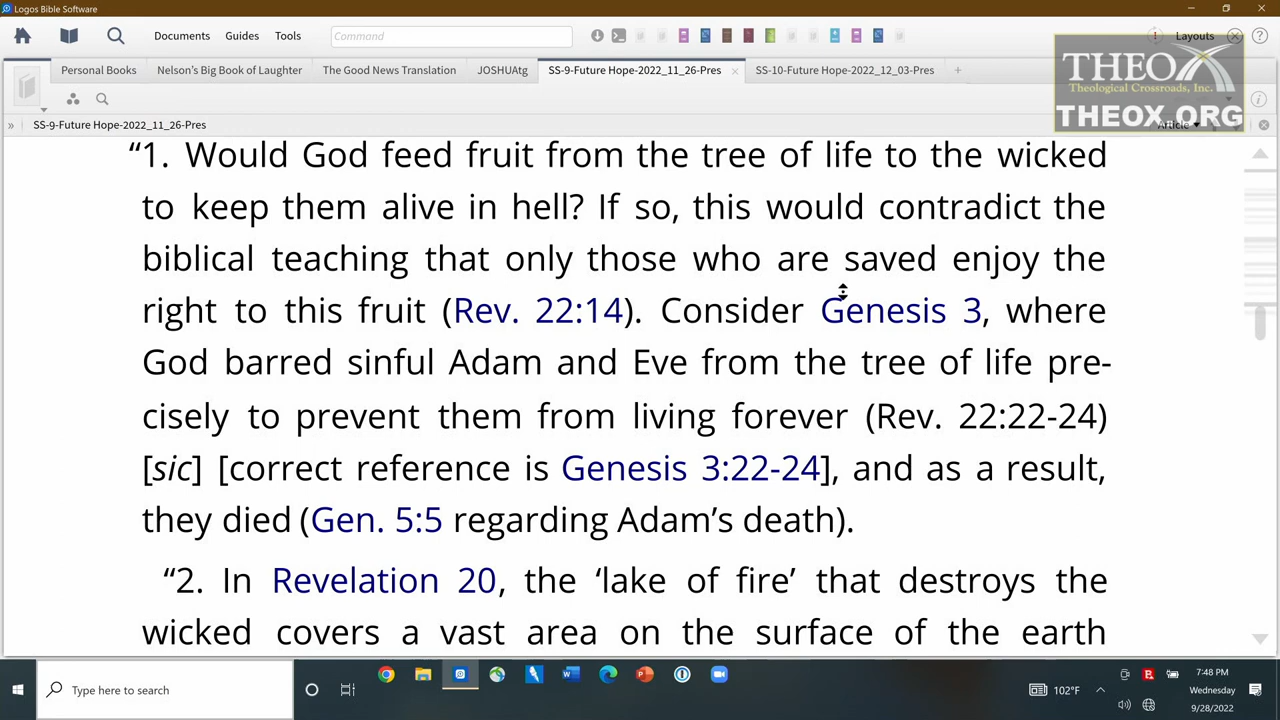 Logos Bible Software
Documents Guides Tools Command Layouts
Personal Books Nelson's Big Book of Laughter The Good News Translation JOSHUAtg SS-9-Future Hope-2022_11_26-Pres SS-10-Future Hope-2022_12_03-Pres
THEOX
Theological Crossroads, Inc.
THEOX.ORG
SS-9-Future Hope-2022_11_26-Pres Article
“1. Would God feed fruit from the tree of life to the wicked
to keep them alive in hell? If so, this would contradict the
biblical teaching that only those who are saved enjoy the
right to this fruit (Rev. 22:14). Consider Genesis 3, where
God barred sinful Adam and Eve from the tree of life pre-
cisely to prevent them from living forever (Rev. 22:22-24)
[sic] [correct reference is Genesis 3:22-24], and as a result,
they died (Gen. 5:5 regarding Adam’s death).
“2. In Revelation 20, the ‘lake of fire’ that destroys the
wicked covers a vast area on the surface of the earth
Type here to search
102°F
7:48 PM
Wednesday
9/28/2022